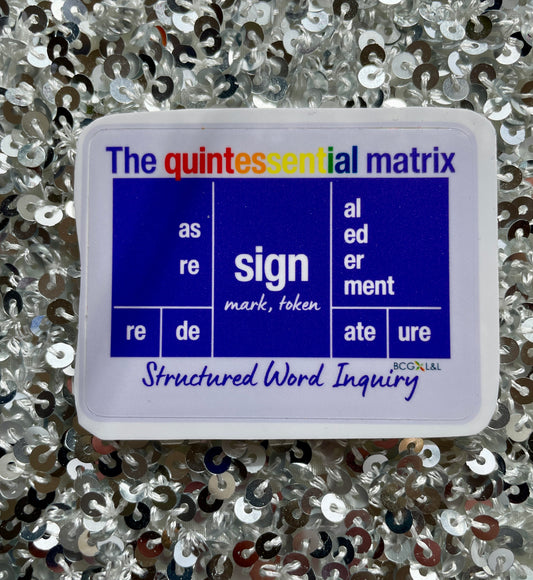 The quintessential matrix
as
re
re de
sign
mark, token
al
ed
er
ment
ate ure
Structured Word Inquiry
BCG L&L